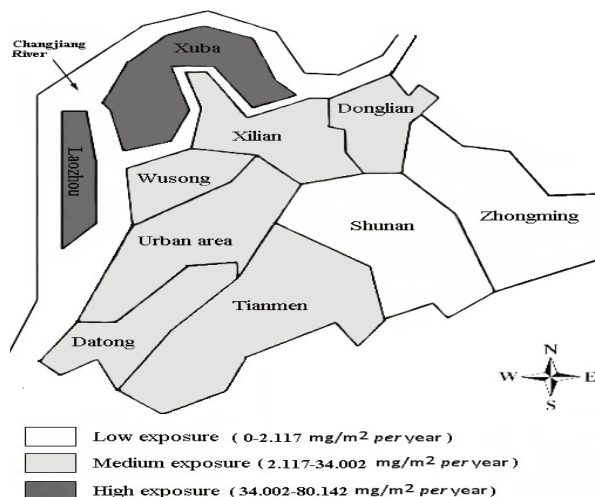 Changjiang
River
Xuba
Donglian
Xilian
Laozhou
Wusong
Zhongming
Shunan
Urban area
Tianmen
Datong
N
W E
S
Low exposure ( 0-2.117 mg/m2 per year )
Medium exposure ( 2.117-34.002 mg/m2 per year )
High exposure ( 34.002-80.142 mg/m2 per year )